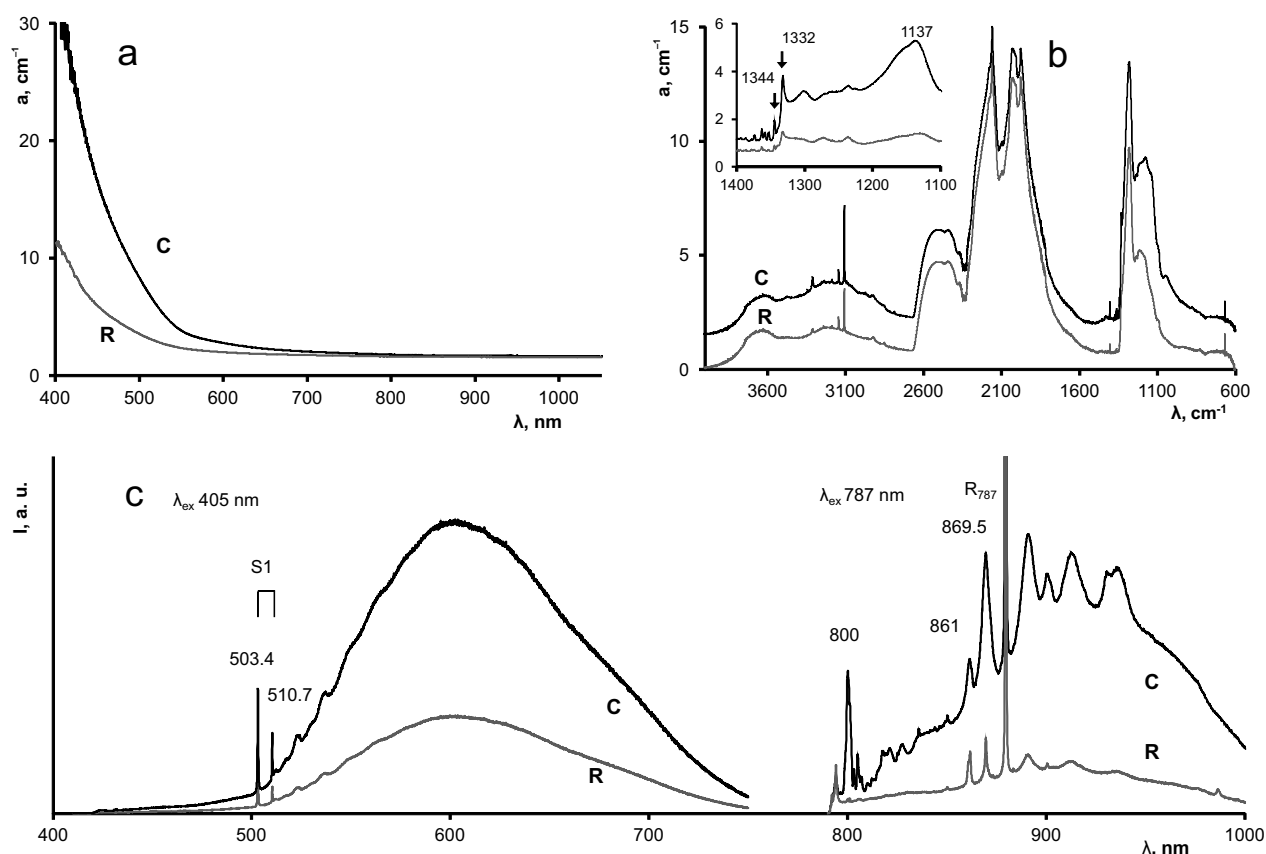 a, cm⁻¹
30
20
10
0
a
C
R
400 500 600 700 800 900 1000
λ, nm
a, cm⁻¹
15
10
5
0
b
6
4
2
0
1332
1344
1137
1400 1300 1200 1100
C
R
3600 3100 2600 2100 1600 1100 600
λ, cm⁻¹
I, a. u.
c λex 405 nm
S1
503.4
510.7
C
R
λex 787 nm
R787
869.5
861
800
C
R
400 500 600 700 800 900 1000
λ, nm